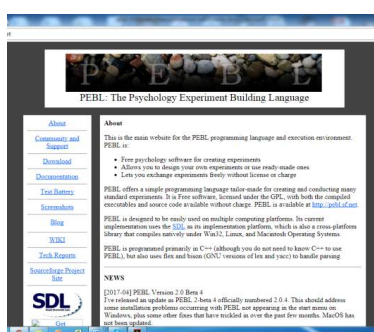 P E B L
PEBL: The Psychology Experiment Building Language
About
Community and
Support
Download
Documentation
Test Battery
Screenshots
Blog
WIKI
Tech Reports
Sourceforge Project
Site
SDL
Get
About
This is the main website for the PEBL programming language and execution environment.
PEBL is:
Free psychology software for creating experiments
Allows you to design your own experiments or use ready-made ones
Lets you exchange experiments freely without license or charge
PEBL offers a simple programming language tailor-made for creating and conducting many
standard experiments. It is Free software, licensed under the GPL, with both the compiled
executables and source code available without charge. PEBL is available at http://pebl.sf.net.
PEBL is designed to be easily used on multiple computing platforms. Its current
implementation uses the SDL as its implementation platform, which is also a cross-platform
library that compiles natively under Win32, Linux, and Macintosh Operating Systems.
PEBL is programmed primarily in C++ (although you do not need to know C++ to use
PEBL), but also uses flex and bison (GNU versions of lex and yacc) to handle parsing
NEWS
[2017-04] PEBL Version 2.0 Beta 4
I've released an update to PEBL 2-beta 4 officially numbered 2.0.4. This should address
some installation problems occurring with PEBL not appearing in the start menu on
Windows, plus some other fixes that have trickled in over the past few months. MacOS has
not been updated.